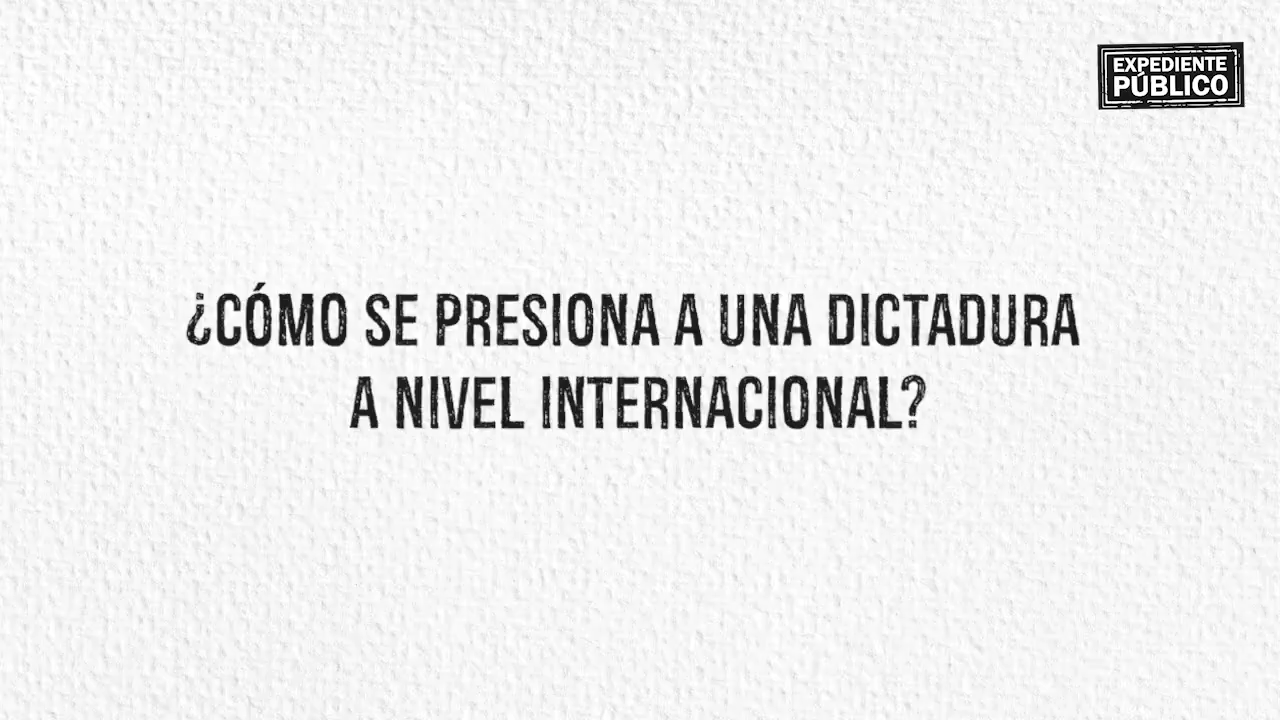 EXPEDIENTE
PÚBLICO
¿CÓMO SE PRESIONA A UNA DICTADURA
A NIVEL INTERNACIONAL?